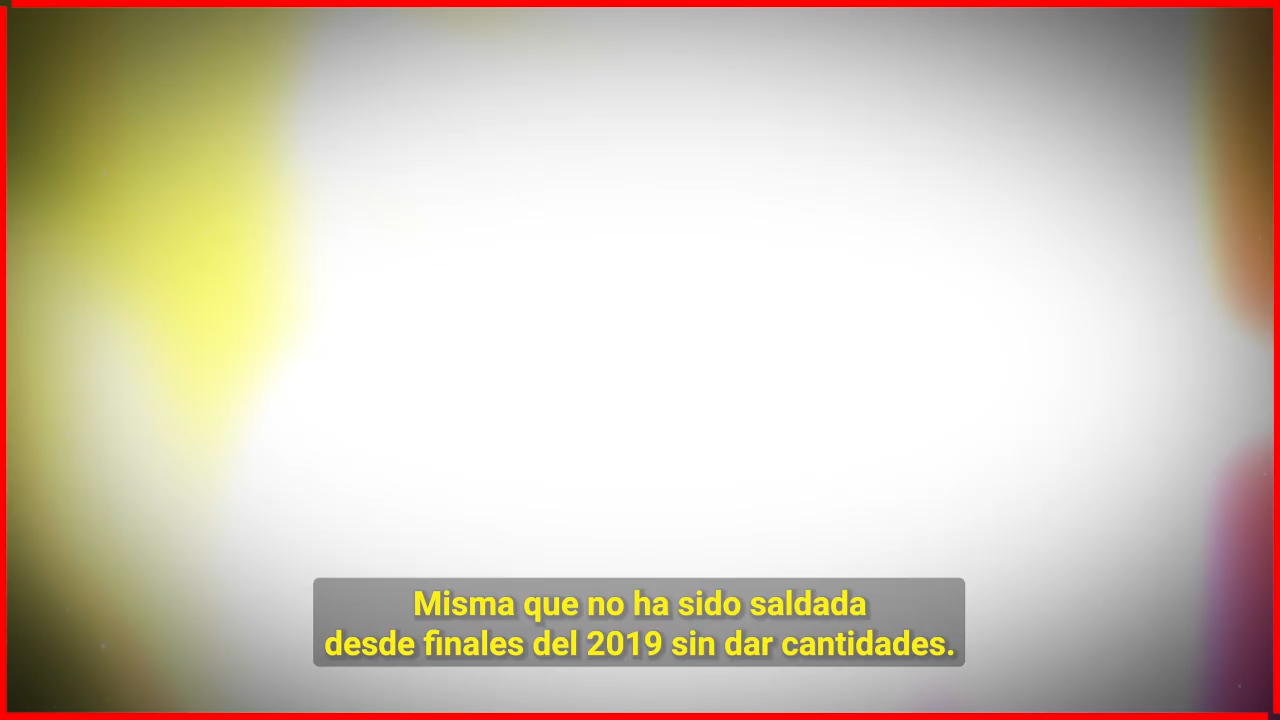 Misma que no ha sido saldada
desde finales del 2019 sin dar cantidades.